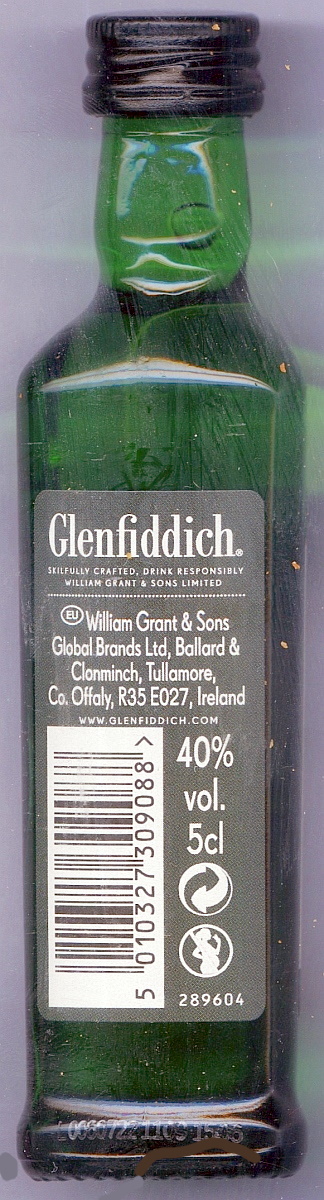 Glenfiddich®
SKILFULLY CRAFTED. DRINK RESPONSIBLY
WILLIAM GRANT & SONS LIMITED
EU William Grant & Sons
Global Brands Ltd, Ballard &
Clonminch, Tullamore,
Co. Offaly, R35 E027, Ireland
WWW.GLENFIDDICH.COM
40%
vol.
5cl
5 010327 309088 >
289604